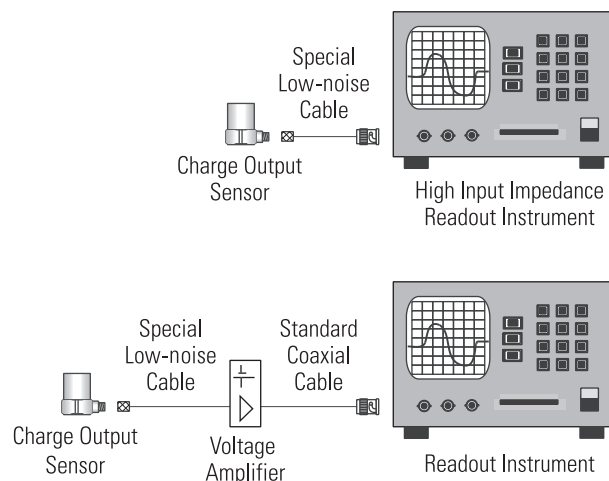 Special
Low-noise
Cable
Charge Output
Sensor
High Input Impedance
Readout Instrument
Special
Low-noise
Cable
Standard
Coaxial
Cable
Charge Output
Sensor
Voltage
Amplifier
Readout Instrument